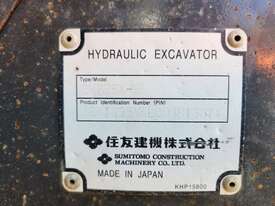 HYDRAULIC EXCAVATOR
Type/Model
Product Identification Number (PIN)
住友建機株式会社
SUMITOMO CONSTRUCTION
MACHINERY CO. LTD.
MADE IN JAPAN
KHP15800